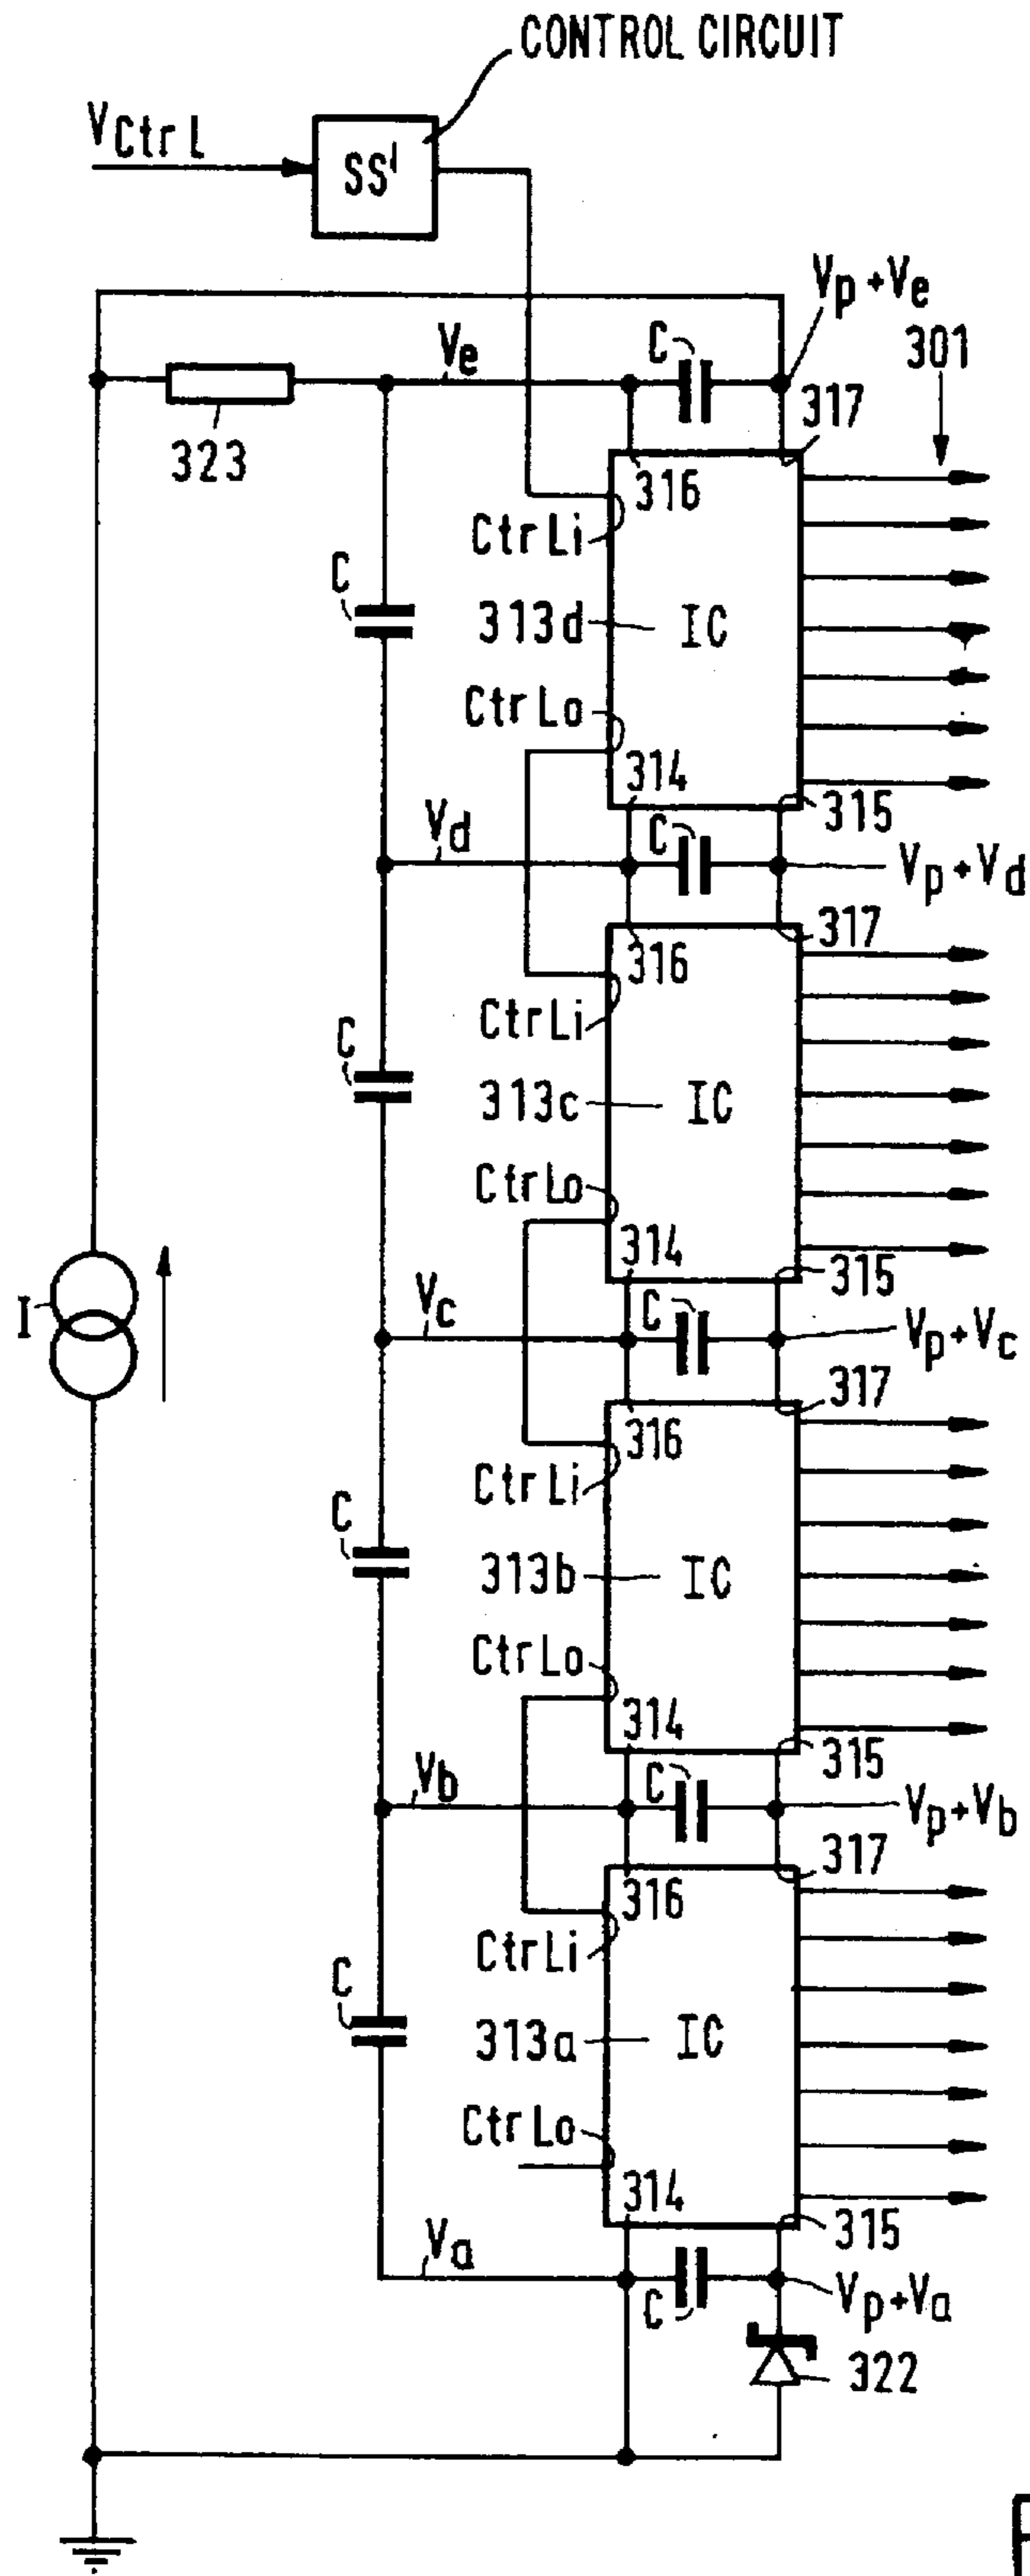 CONTROL CIRCUIT
VCtrL
SS'
Vp+Ve
Ve
C
301
317
323
316
CtrLi
C
313d
IC
CtrLo
314
315
Vd
C
Vp+Vd
317
316
CtrLi
C
313c
IC
CtrLo
314
315
I
Vc
C
Vp+Vc
317
316
CtrLi
C
313b
IC
CtrLo
314
315
Vb
C
Vp+Vb
317
316
CtrLi
C
313a
IC
CtrLo
314
315
Va
C
Vp+Va
322